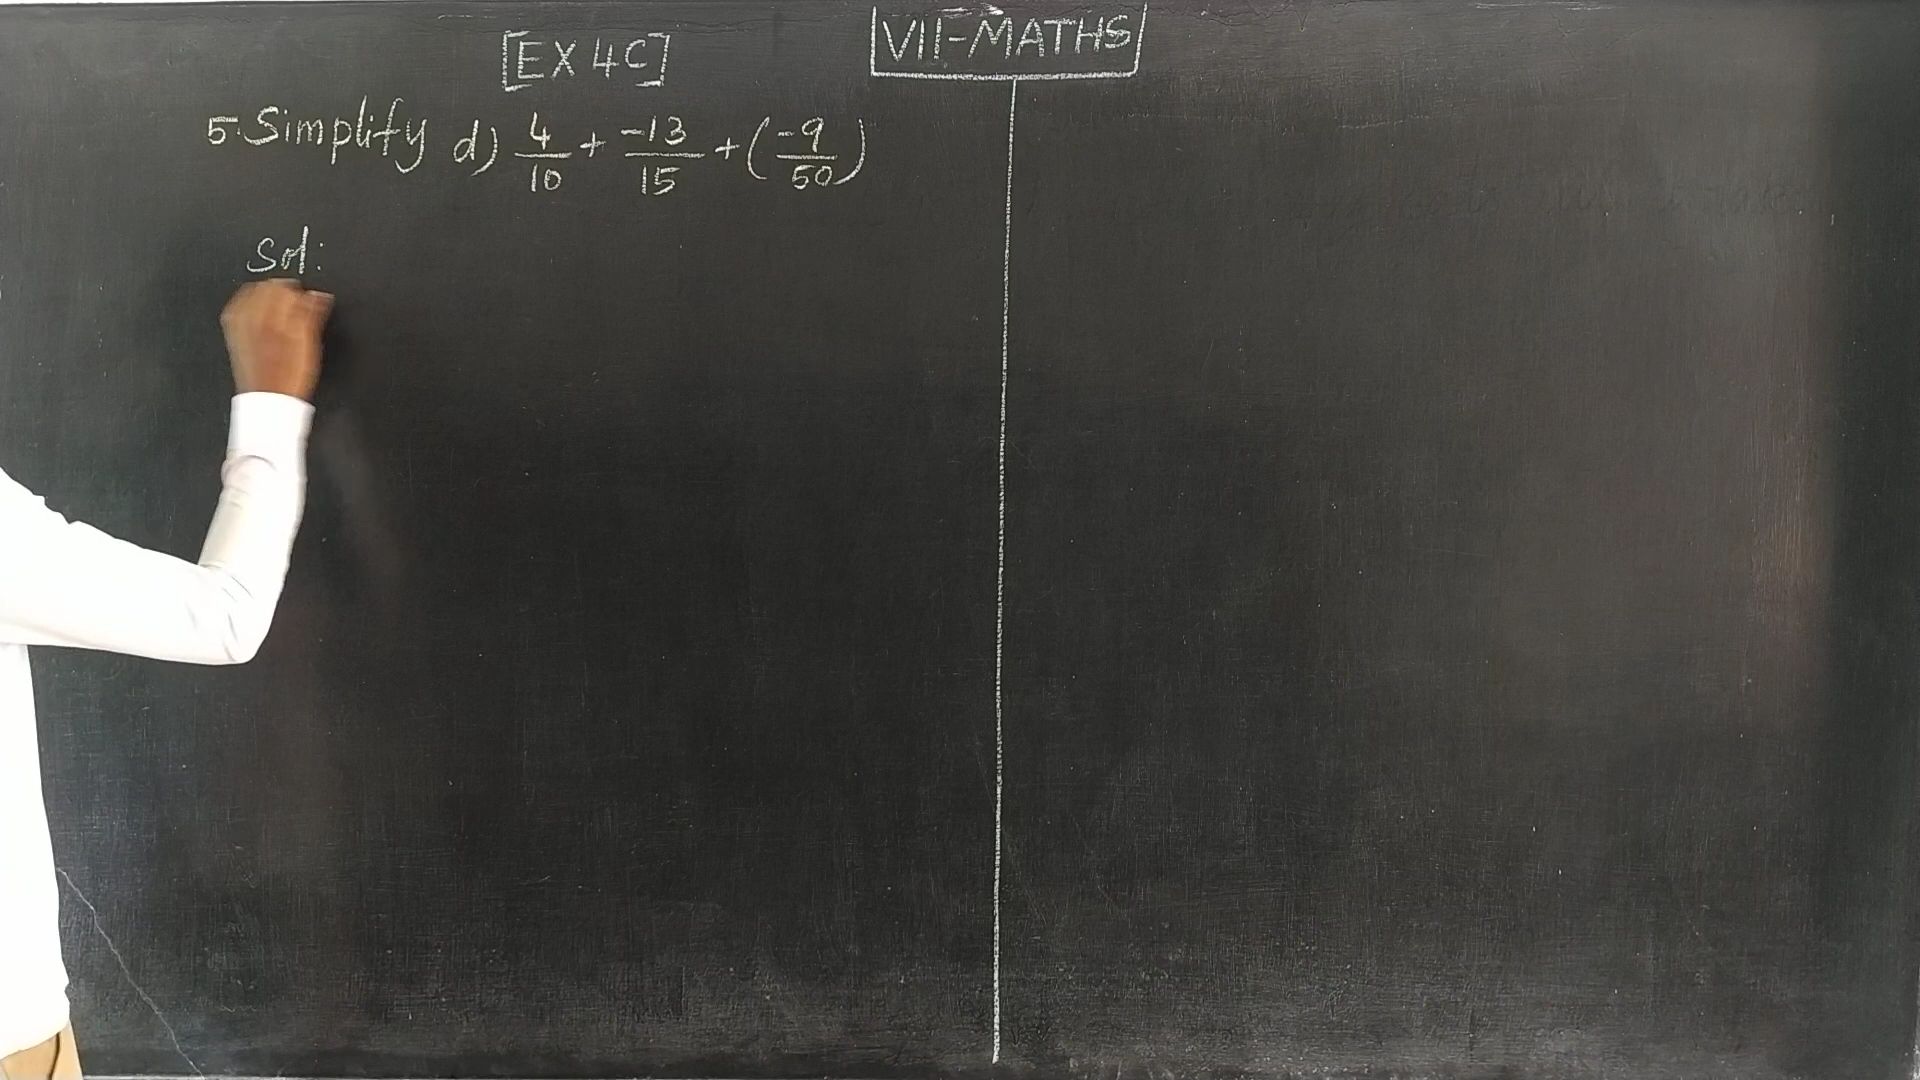 [EX 4C]
VII-MATHS
5. Simplify d) 4/10 + -13/15 + (-9/50)
Sol: